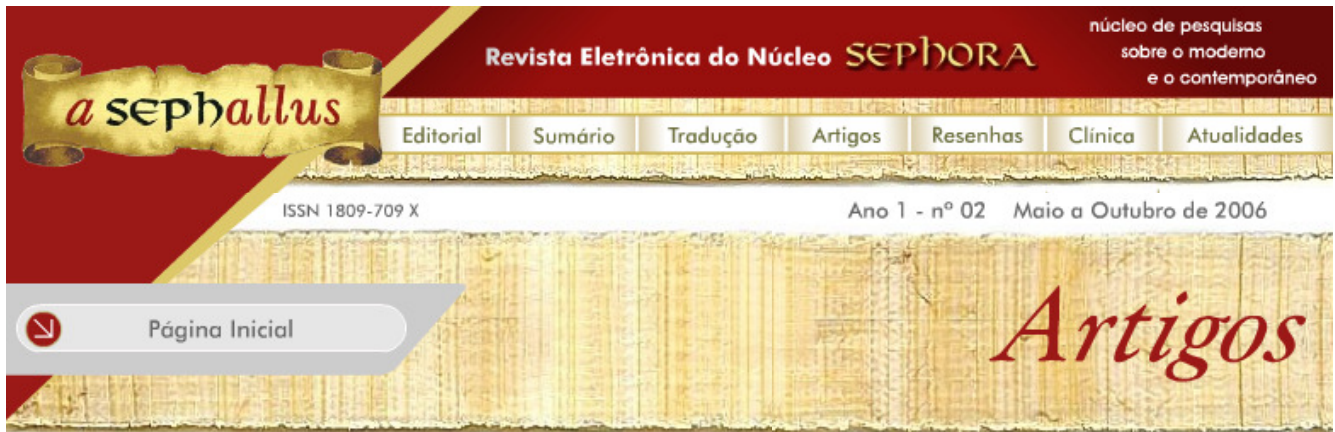 a sephallus
Revista Eletrônica do Núcleo SEPHORA
núcleo de pesquisas
sobre o moderno
e o contemporâneo
Editorial Sumário Tradução Artigos Resenhas Clínica Atualidades
ISSN 1809-709 X Ano 1 - nº 02 Maio a Outubro de 2006
Página Inicial
Artigos